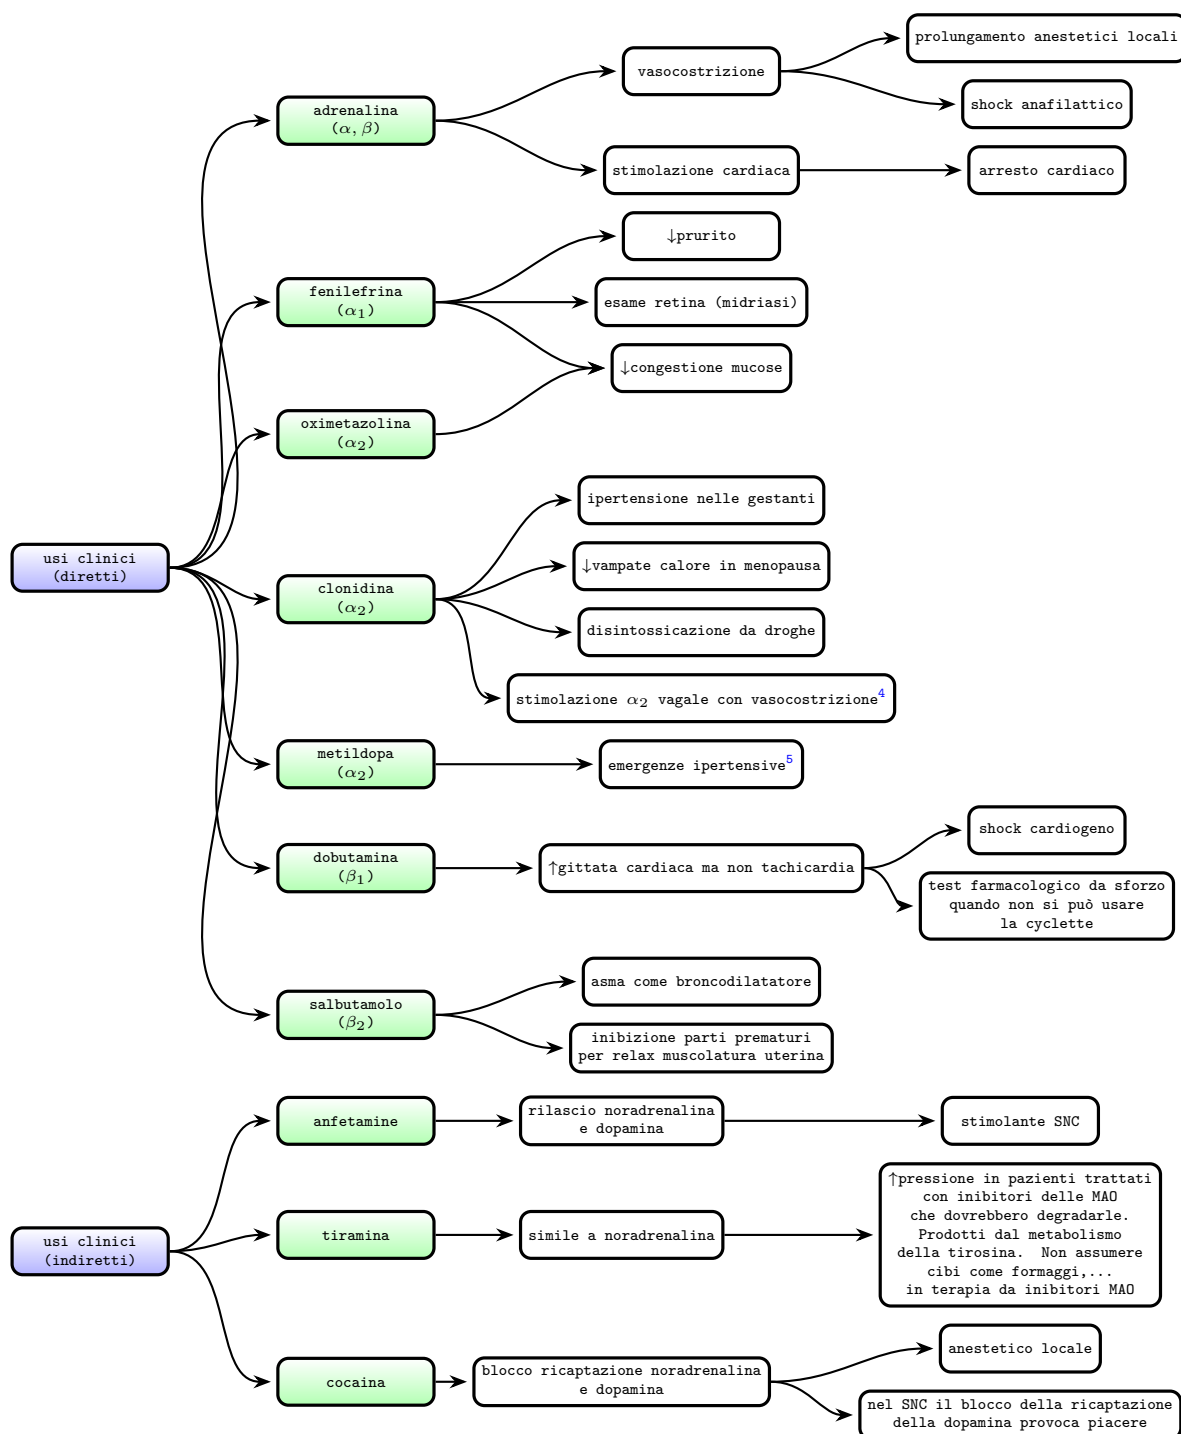 prolungamento anestetici locali
vasocostrizione
shock anafilattico
adrenalina
(α, β)
stimolazione cardiaca
arresto cardiaco
↓prurito
fenilefrina
(α₁)
esame retina (midriasi)
↓congestione mucose
oximetazolina
(α₂)
ipertensione nelle gestanti
usi clinici
(diretti)
↓vampate calore in menopausa
clonidina
(α₂)
disintossicazione da droghe
stimolazione α₂ vagale con vasocostrizione⁴
metildopa
(α₂)
emergenze ipertensive⁵
shock cardiogeno
dobutamina
(β₁)
↑gittata cardiaca ma non tachicardia
test farmacologico da sforzo
quando non si può usare
la cyclette
asma come broncodilatatore
salbutamolo
(β₂)
inibizione parti prematuri
per relax muscolatura uterina
anfetamine
rilascio noradrenalina
e dopamina
stimolante SNC
usi clinici
(indiretti)
tiramina
simile a noradrenalina
↑pressione in pazienti trattati
con inibitori delle MAO
che dovrebbero degradarle.
Prodotti dal metabolismo
della tirosina. Non assumere
cibi come formaggi,...
in terapia da inibitori MAO
anestetico locale
cocaina
blocco ricaptazione noradrenalina
e dopamina
nel SNC il blocco della ricaptazione
della dopamina provoca piacere